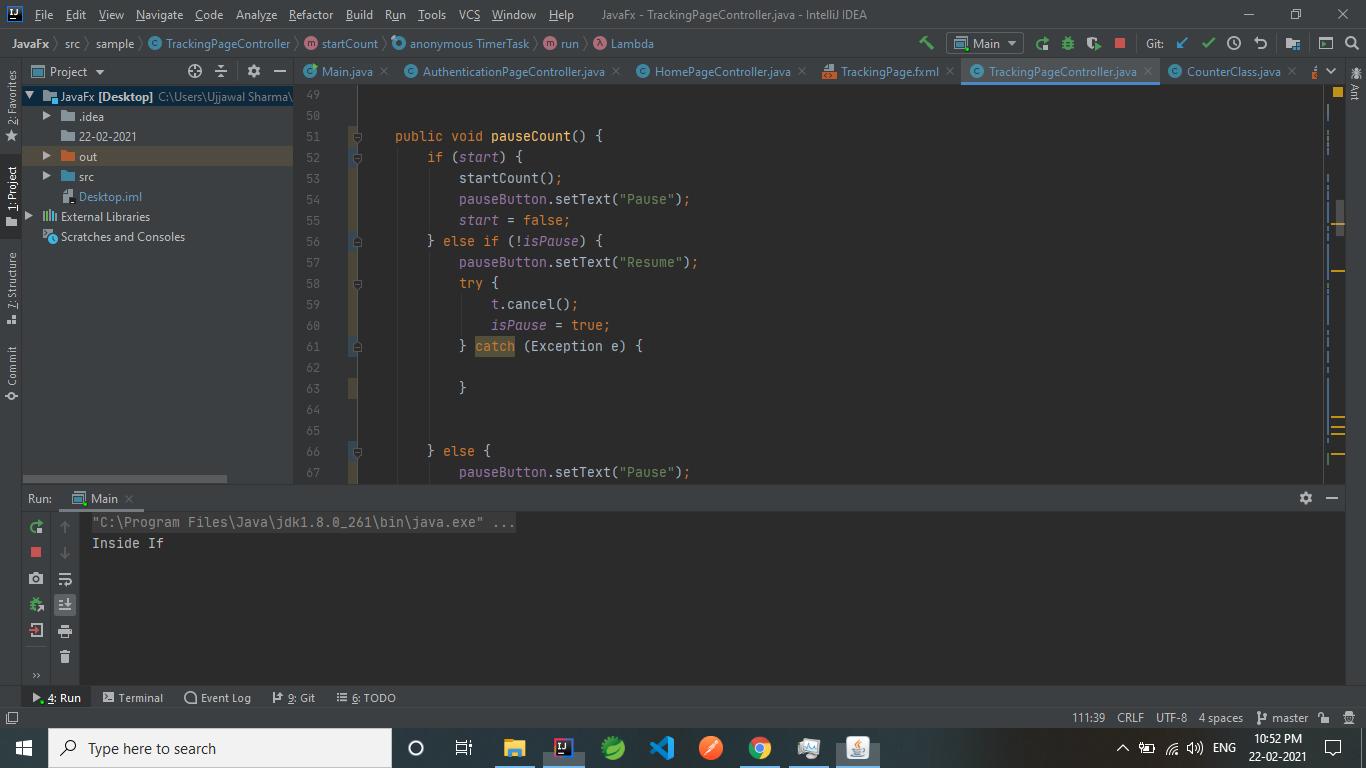 File Edit View Navigate Code Analyze Refactor Build Run Tools VCS Window Help JavaFx - TrackingPageController.java - IntelliJ IDEA
JavaFx src sample TrackingPageController startCount anonymous TimerTask run Lambda Main Git:
Project Main.java AuthenticationPageController.java HomePageController.java TrackingPage.fxml TrackingPageController.java CounterClass.java
2: Favorites
1: Project
7: Structure
Commit
Ant
JavaFx [Desktop] C:\Users\Ujjawal Sharma\
.idea
22-02-2021
out
src
Desktop.iml
External Libraries
Scratches and Consoles
49
50
51 public void pauseCount() {
52 if (start) {
53 startCount();
54 pauseButton.setText("Pause");
55 start = false;
56 } else if (!isPause) {
57 pauseButton.setText("Resume");
58 try {
59 t.cancel();
60 isPause = true;
61 } catch (Exception e) {
62
63 }
64
65
66 } else {
67 pauseButton.setText("Pause");
Run: Main
"C:\Program Files\Java\jdk1.8.0_261\bin\java.exe" ...
Inside If
4: Run Terminal Event Log 9: Git 6: TODO
111:39 CRLF UTF-8 4 spaces master
Type here to search
ENG
10:52 PM
22-02-2021